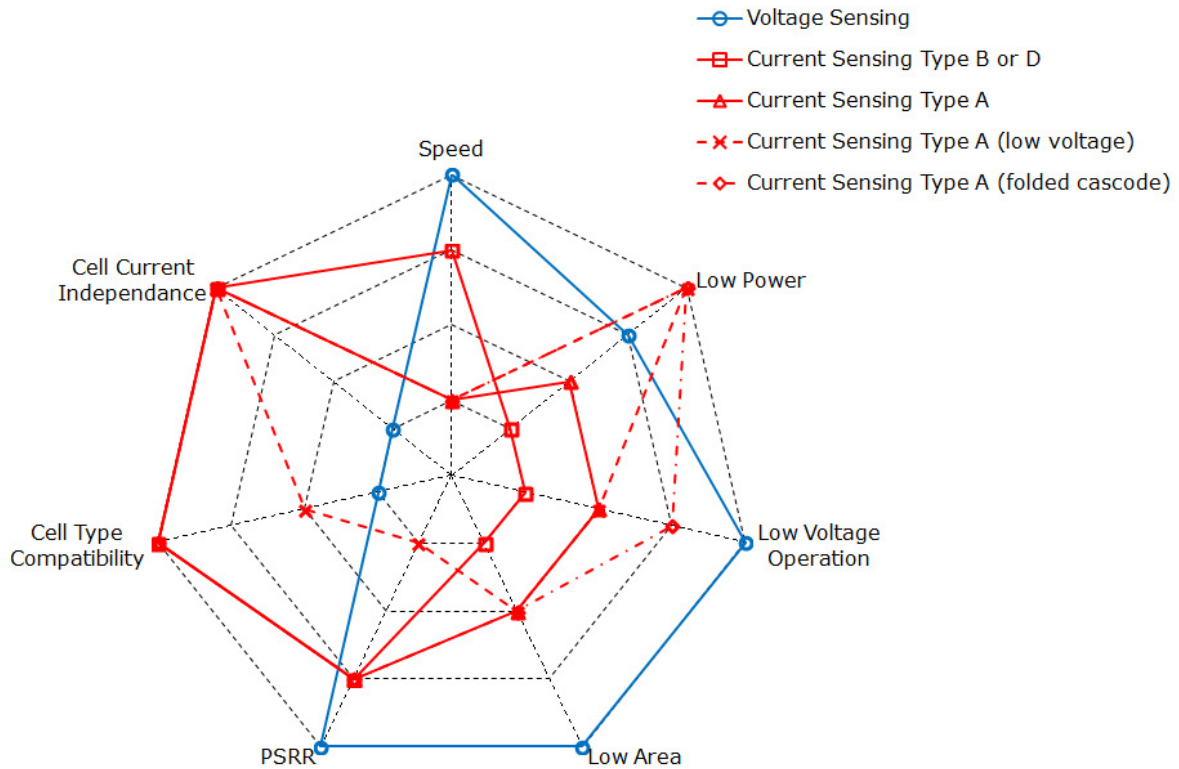 Voltage Sensing
Current Sensing Type B or D
Current Sensing Type A
Current Sensing Type A (low voltage)
Current Sensing Type A (folded cascode)
Speed
Cell Current
Independance
Low Power
Cell Type
Compatibility
Low Voltage
Operation
PSRR
Low Area